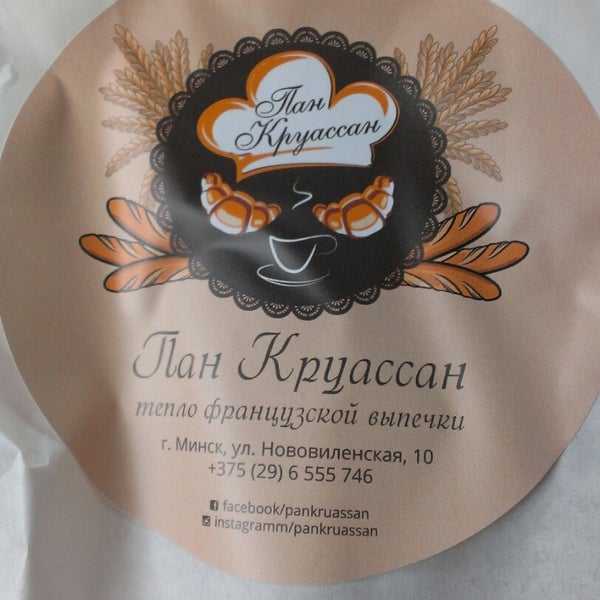 Пан
Круассан
Пан Круассан
тепло французской выпечки
г. Минск, ул. Нововиленская, 10
+375 (29) 6 555 746
facebook/pankruassan
instagramm/pankruassan